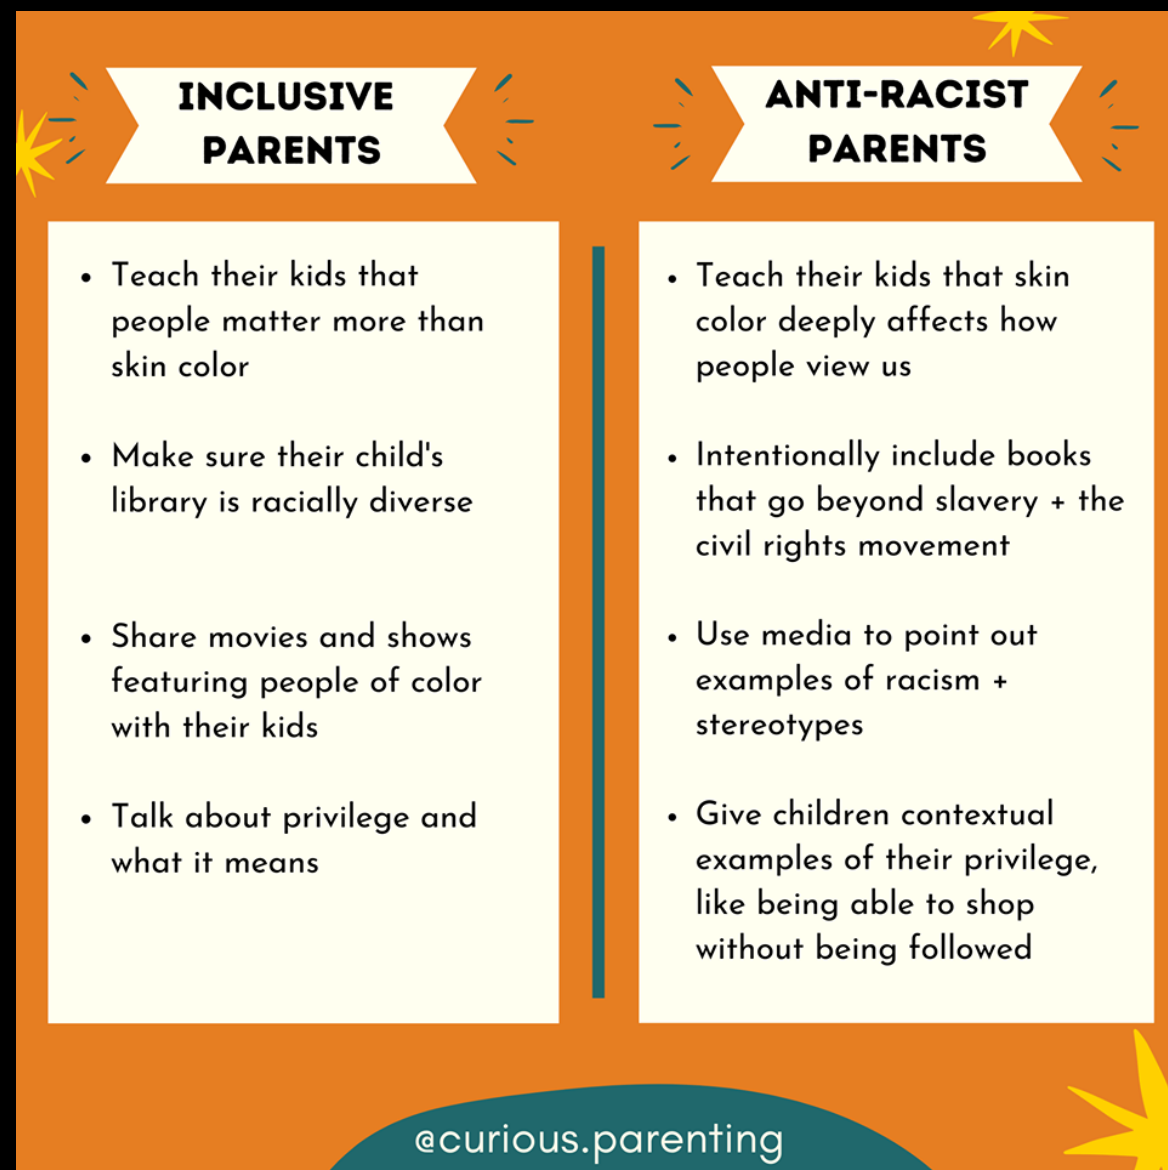 INCLUSIVE
PARENTS
• Teach their kids that
people matter more than
skin color
• Make sure their child's
library is racially diverse
• Share movies and shows
featuring people of color
with their kids
• Talk about privilege and
what it means
ANTI-RACIST
PARENTS
• Teach their kids that skin
color deeply affects how
people view us
• Intentionally include books
that go beyond slavery + the
civil rights movement
• Use media to point out
examples of racism +
stereotypes
• Give children contextual
examples of their privilege,
like being able to shop
without being followed
@curious.parenting